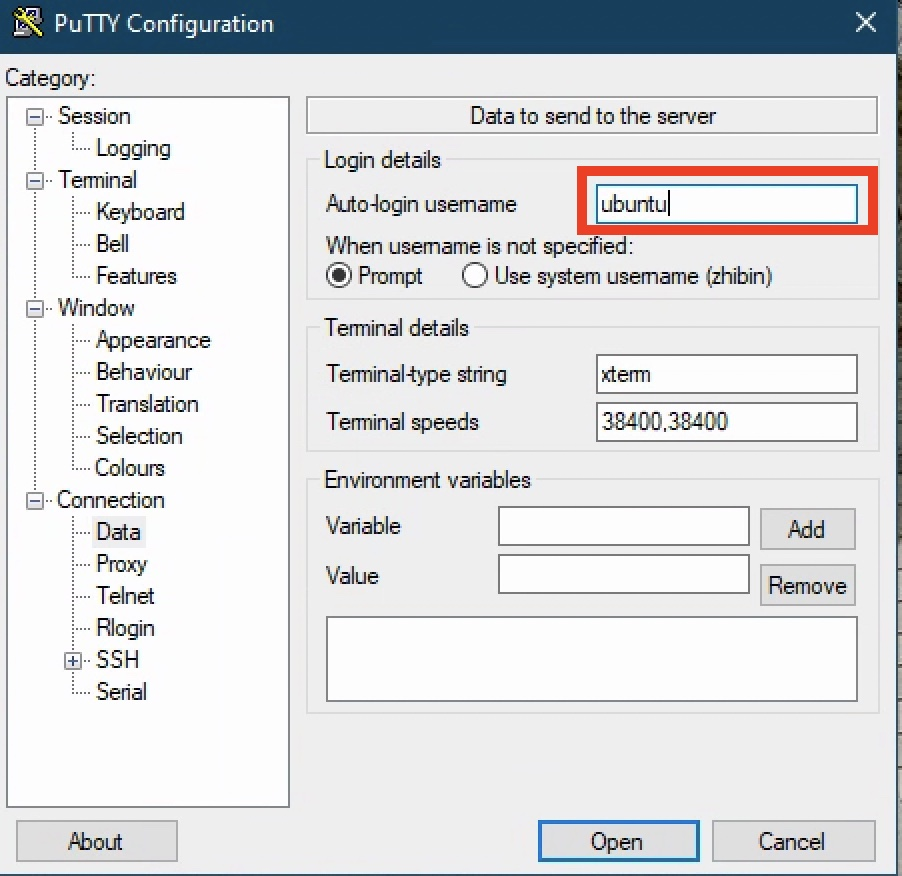 PuTTY Configuration
Category:
Session
Logging
Terminal
Keyboard
Bell
Features
Window
Appearance
Behaviour
Translation
Selection
Colours
Connection
Data
Proxy
Telnet
Rlogin
SSH
Serial
Data to send to the server
Login details
Auto-login username ubuntu
When username is not specified:
Prompt Use system username (zhibin)
Terminal details
Terminal-type string xterm
Terminal speeds 38400,38400
Environment variables
Variable Add
Value Remove
About Open Cancel